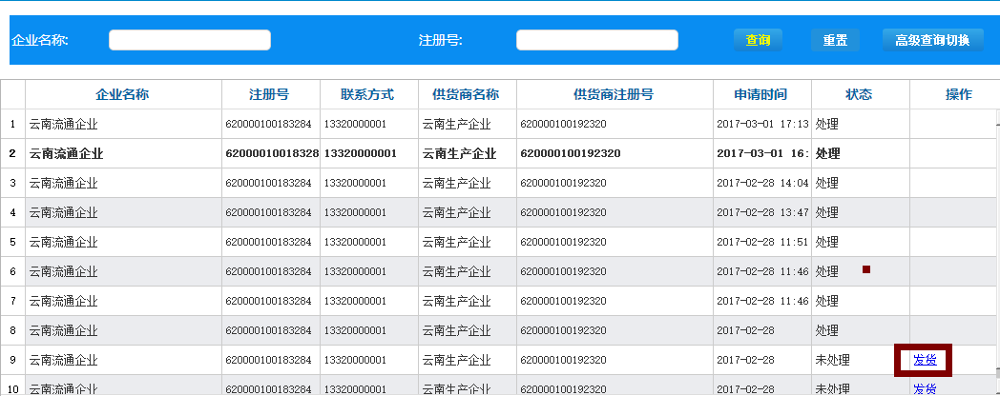 企业名称: 注册号: 查询 重置 高级查询切换
企业名称 注册号 联系方式 供货商名称 供货商注册号 申请时间 状态 操作
1 云南流通企业 620000100183284 13320000001 云南生产企业 620000100192320 2017-03-01 17:13 处理
2 云南流通企业 62000010018328 13320000001 云南生产企业 620000100192320 2017-03-01 16: 处理
3 云南流通企业 620000100183284 13320000001 云南生产企业 620000100192320 2017-02-28 14:04 处理
4 云南流通企业 620000100183284 13320000001 云南生产企业 620000100192320 2017-02-28 13:47 处理
5 云南流通企业 620000100183284 13320000001 云南生产企业 620000100192320 2017-02-28 11:51 处理
6 云南流通企业 620000100183284 13320000001 云南生产企业 620000100192320 2017-02-28 11:46 处理
7 云南流通企业 620000100183284 13320000001 云南生产企业 620000100192320 2017-02-28 11:46 处理
8 云南流通企业 620000100183284 13320000001 云南生产企业 620000100192320 2017-02-28 处理
9 云南流通企业 620000100183284 13320000001 云南生产企业 620000100192320 2017-02-28 未处理 发货
10 云南流通企业 620000100183284 13320000001 云南生产企业 620000100192320 2017-02-28 未处理 发货